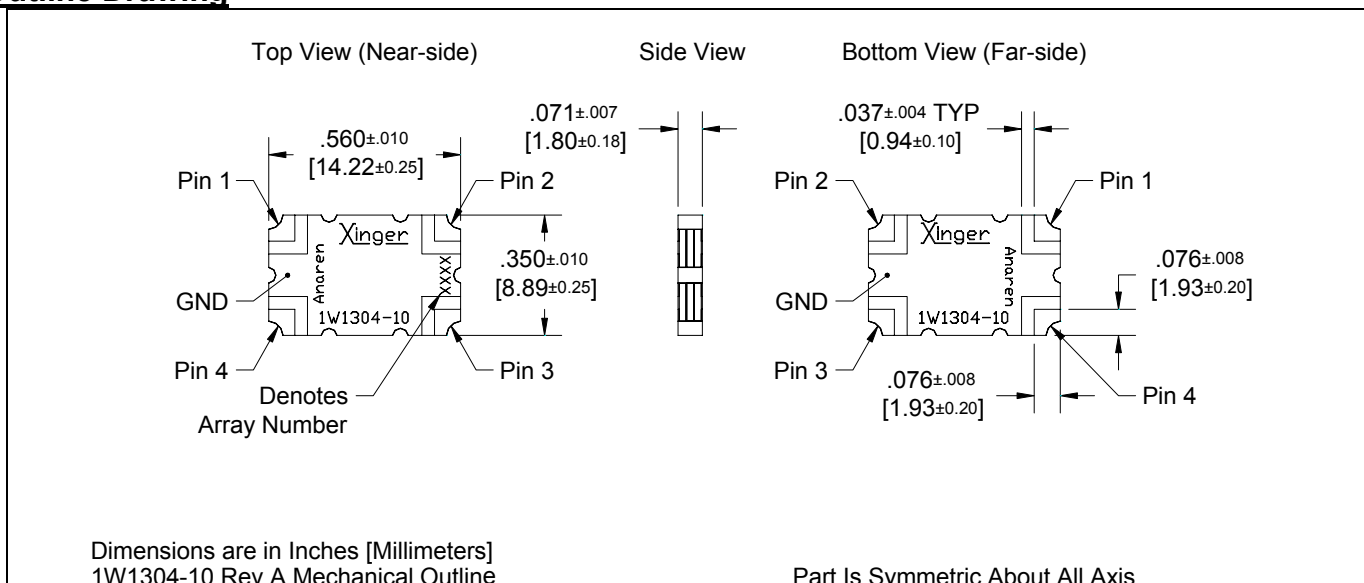 Outline Drawing
Top View (Near-side)
Side View
Bottom View (Far-side)
.560±.010
[14.22±0.25]
.071±.007
[1.80±0.18]
.037±.004 TYP
[0.94±0.10]
Pin 1
Pin 2
Pin 2
Pin 1
Xinger
Anaren
XXXX
1W1304-10
.350±.010
[8.89±0.25]
Xinger
Anaren
1W1304-10
.076±.008
[1.93±0.20]
GND
GND
Pin 4
Pin 3
Pin 3
Pin 4
Denotes
Array Number
.076±.008
[1.93±0.20]
Dimensions are in Inches [Millimeters]
1W1304-10 Rev A Mechanical Outline
Part Is Symmetric About All Axis